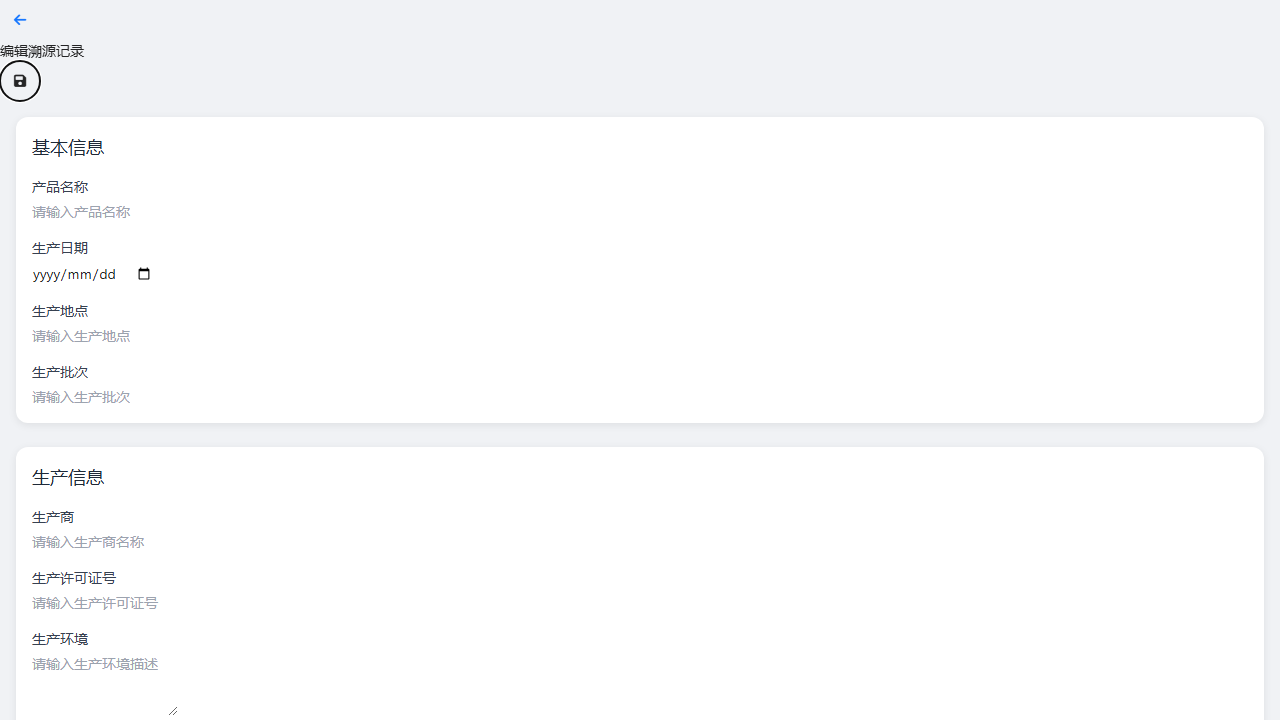 编辑溯源记录
基本信息
产品名称
请输入产品名称
生产日期
yyyy/mm/dd
生产地点
请输入生产地点
生产批次
请输入生产批次
生产信息
生产商
请输入生产商名称
生产许可证号
请输入生产许可证号
生产环境
请输入生产环境描述